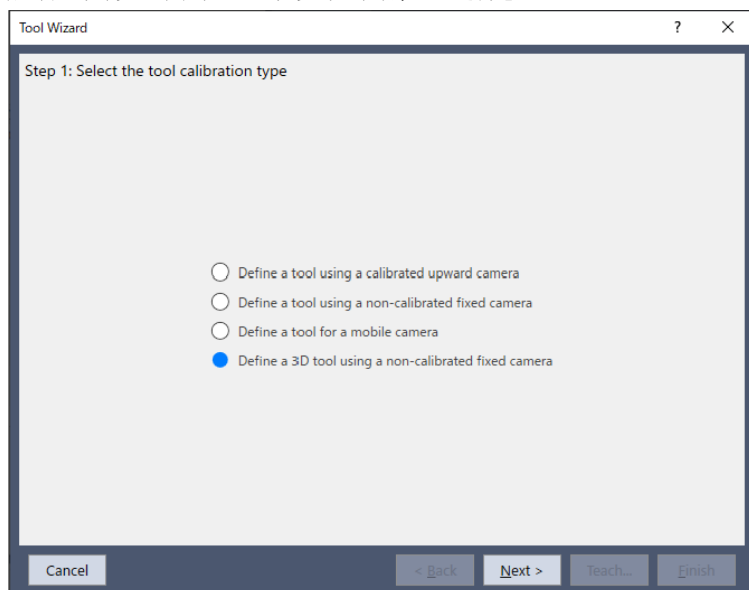 Tool Wizard
? ×
Step 1: Select the tool calibration type
Define a tool using a calibrated upward camera
Define a tool using a non-calibrated fixed camera
Define a tool for a mobile camera
Define a 3D tool using a non-calibrated fixed camera
Cancel < Back Next > Teach... Finish